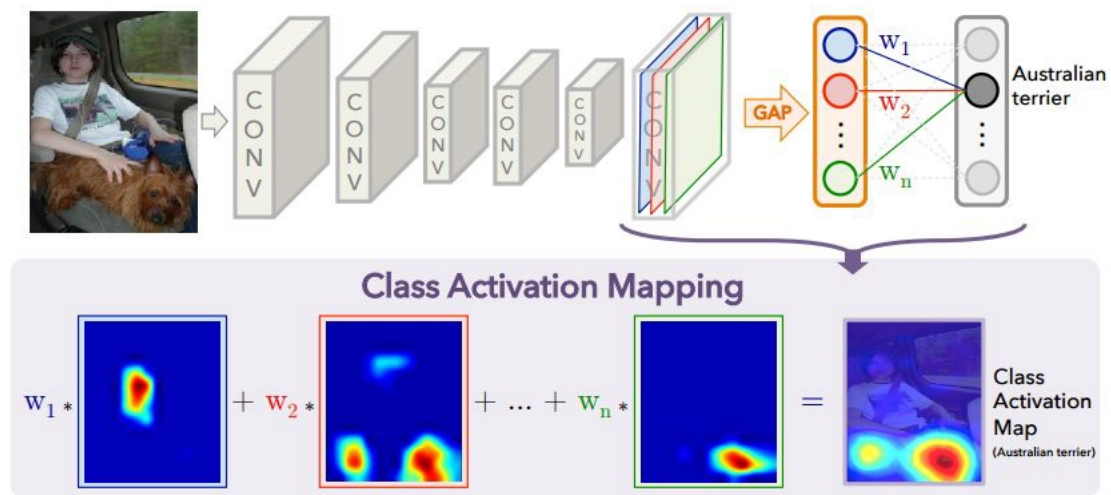 CONV
CONV
CONV
CONV
CONV
CONV
GAP
w1
w2
wn
Australian
terrier
Class Activation Mapping
w1 * + w2 * + ... + wn * =
Class
Activation
Map
(Australian terrier)